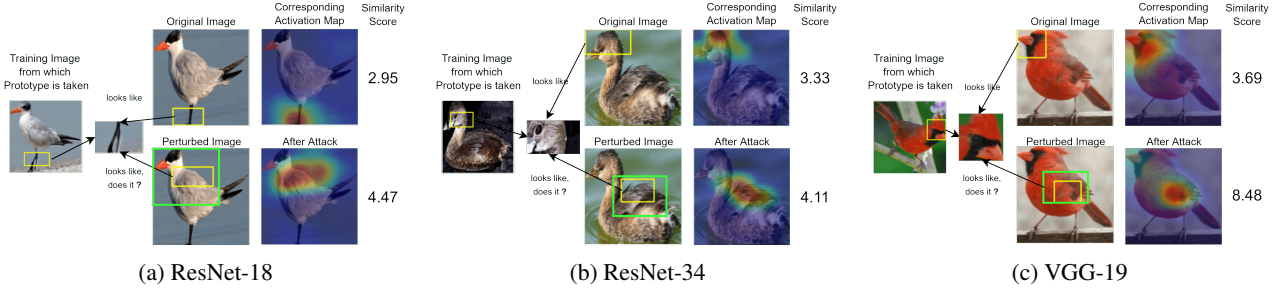 Training Image
from which
Prototype is taken
looks like
looks like,
does it ?
Original Image
Corresponding
Activation Map
Similarity
Score
2.95
Perturbed Image
After Attack
4.47
(a) ResNet-18
Training Image
from which
Prototype is taken
looks like
looks like,
does it ?
Original Image
Corresponding
Activation Map
Similarity
Score
3.33
Perturbed Image
After Attack
4.11
(b) ResNet-34
Training Image
from which
Prototype is taken
looks like
looks like,
does it ?
Original Image
Corresponding
Activation Map
Similarity
Score
3.69
Perturbed Image
After Attack
8.48
(c) VGG-19